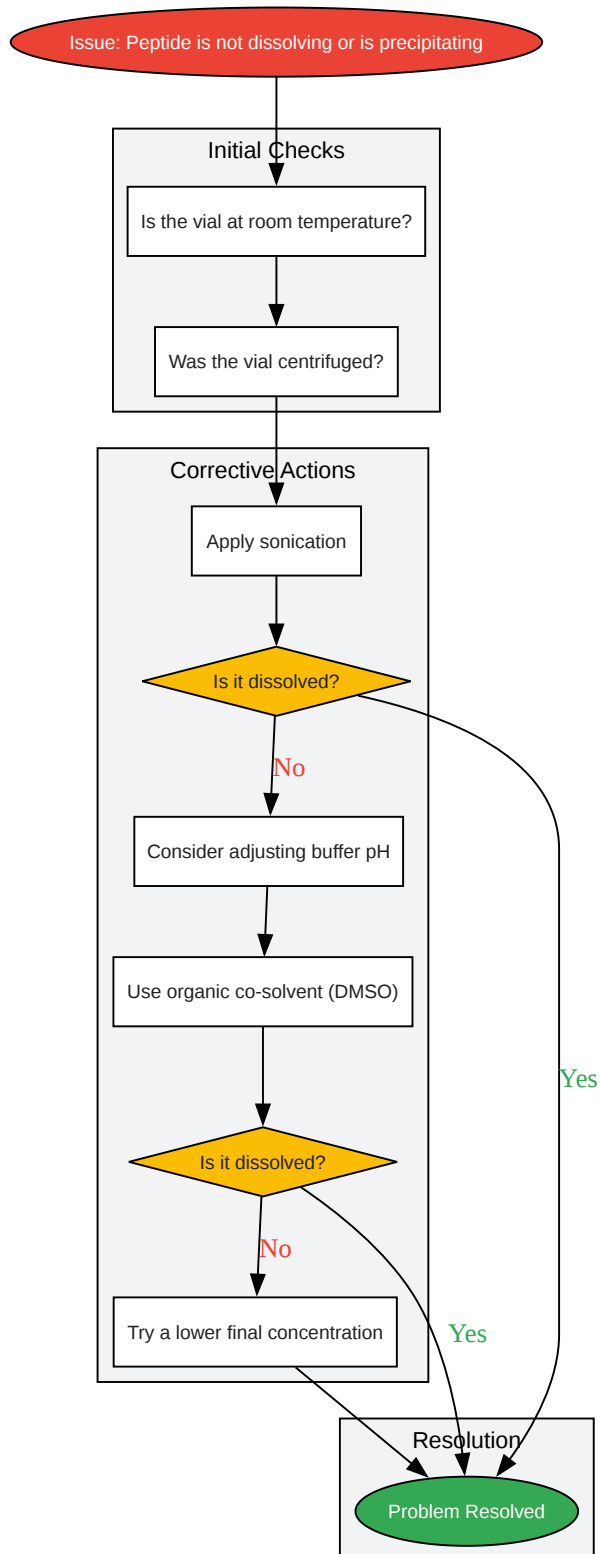 Issue: Peptide is not dissolving or is precipitating
Initial Checks
Is the vial at room temperature?
Was the vial centrifuged?
Corrective Actions
Apply sonication
Is it dissolved?
No
Consider adjusting buffer pH
Use organic co-solvent (DMSO)
Yes
Is it dissolved?
No
Try a lower final concentration
Yes
Resolution
Problem Resolved